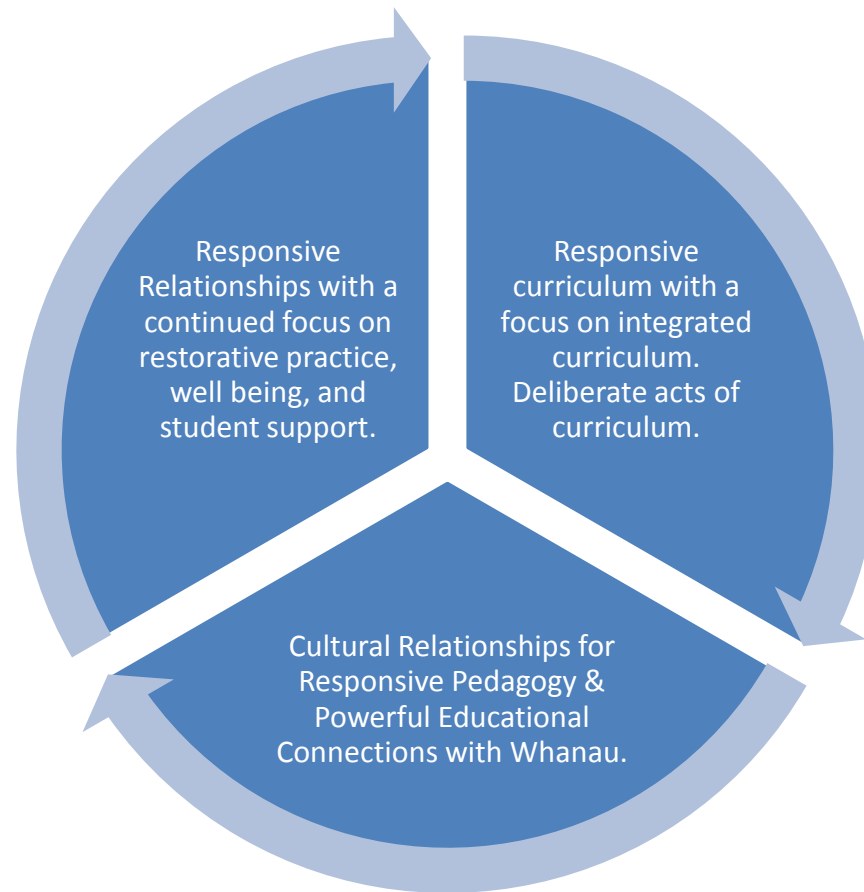 Responsive
Relationships with a
continued focus on
restorative practice,
well being, and
student support.
Responsive
curriculum with a
focus on integrated
curriculum.
Deliberate acts of
curriculum.
Cultural Relationships for
Responsive Pedagogy &
Powerful Educational
Connections with Whanau.